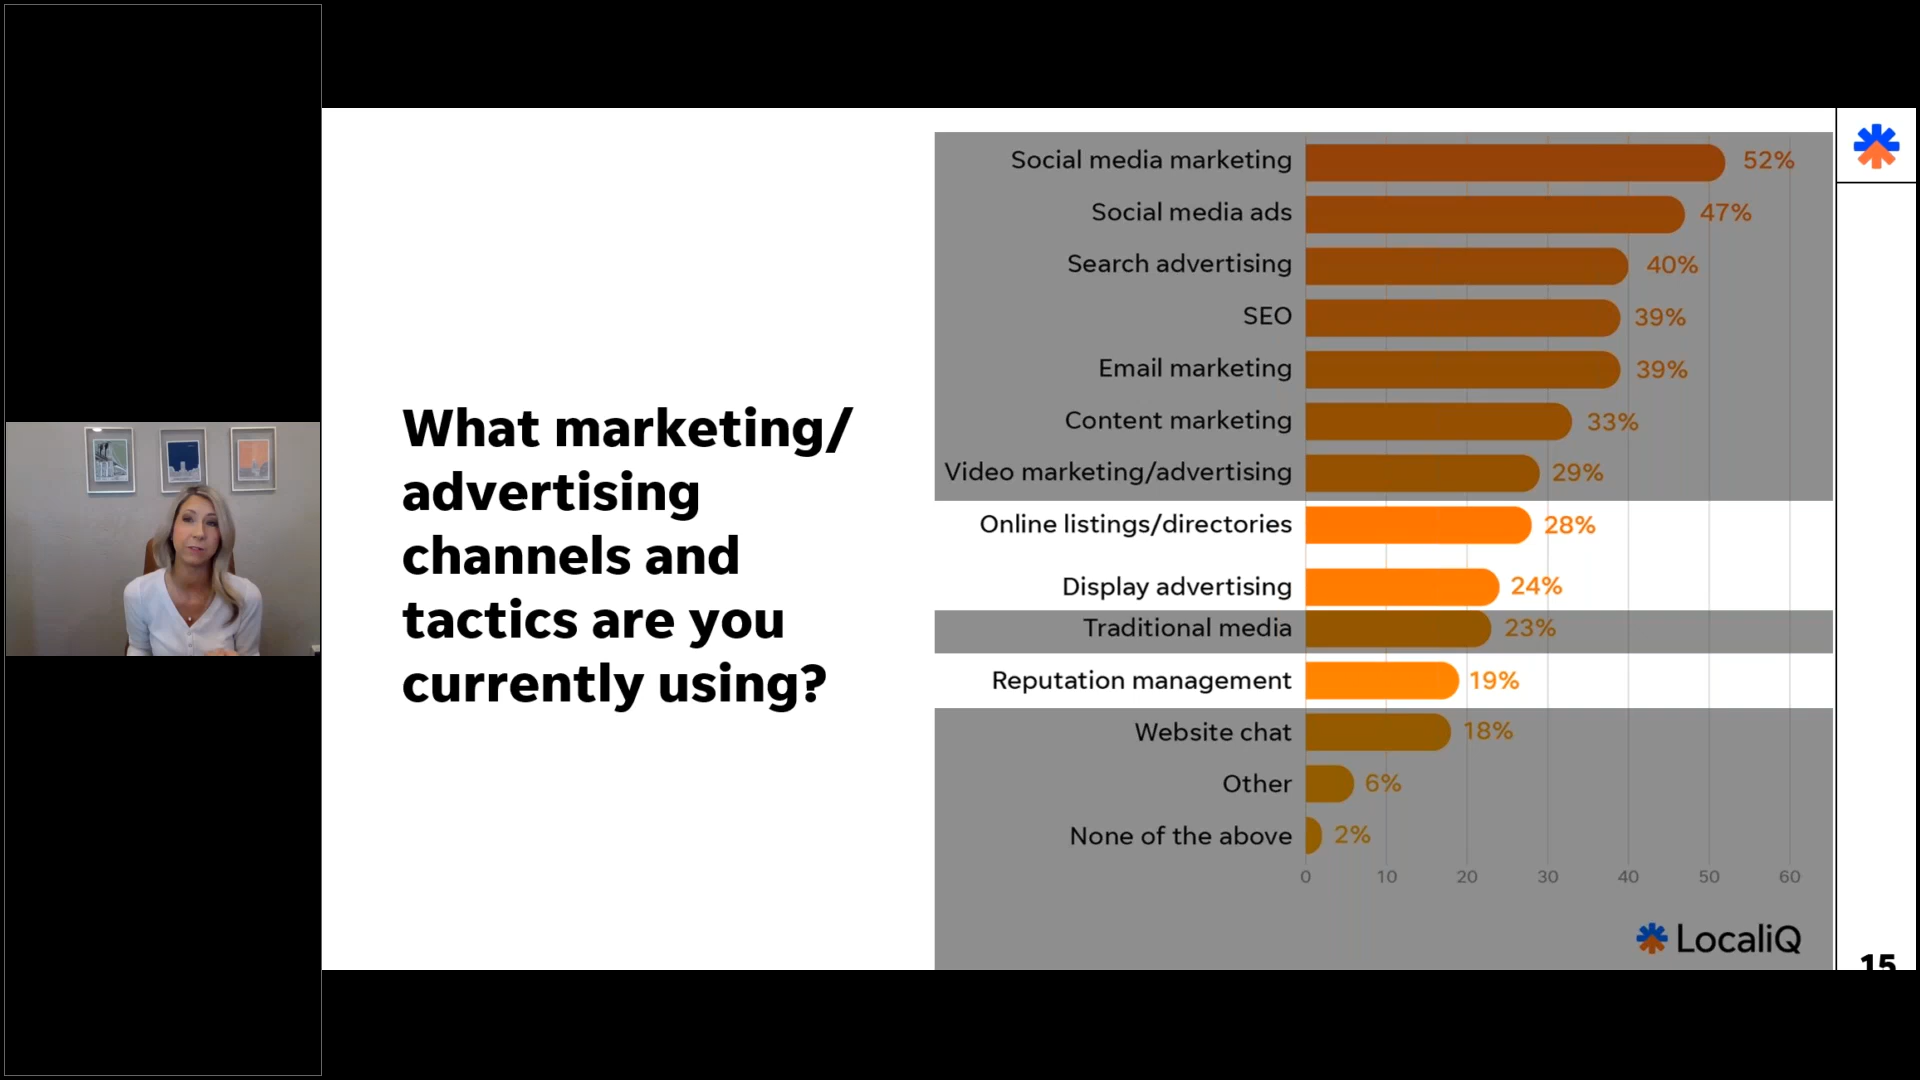 What marketing/
advertising
channels and
tactics are you
currently using?
Social media marketing 52%
Social media ads 47%
Search advertising 40%
SEO 39%
Email marketing 39%
Content marketing 33%
Video marketing/advertising 29%
Online listings/directories 28%
Display advertising 24%
Traditional media 23%
Reputation management 19%
Website chat 18%
Other 6%
None of the above 2%
0 10 20 30 40 50 60
LocaliQ
15